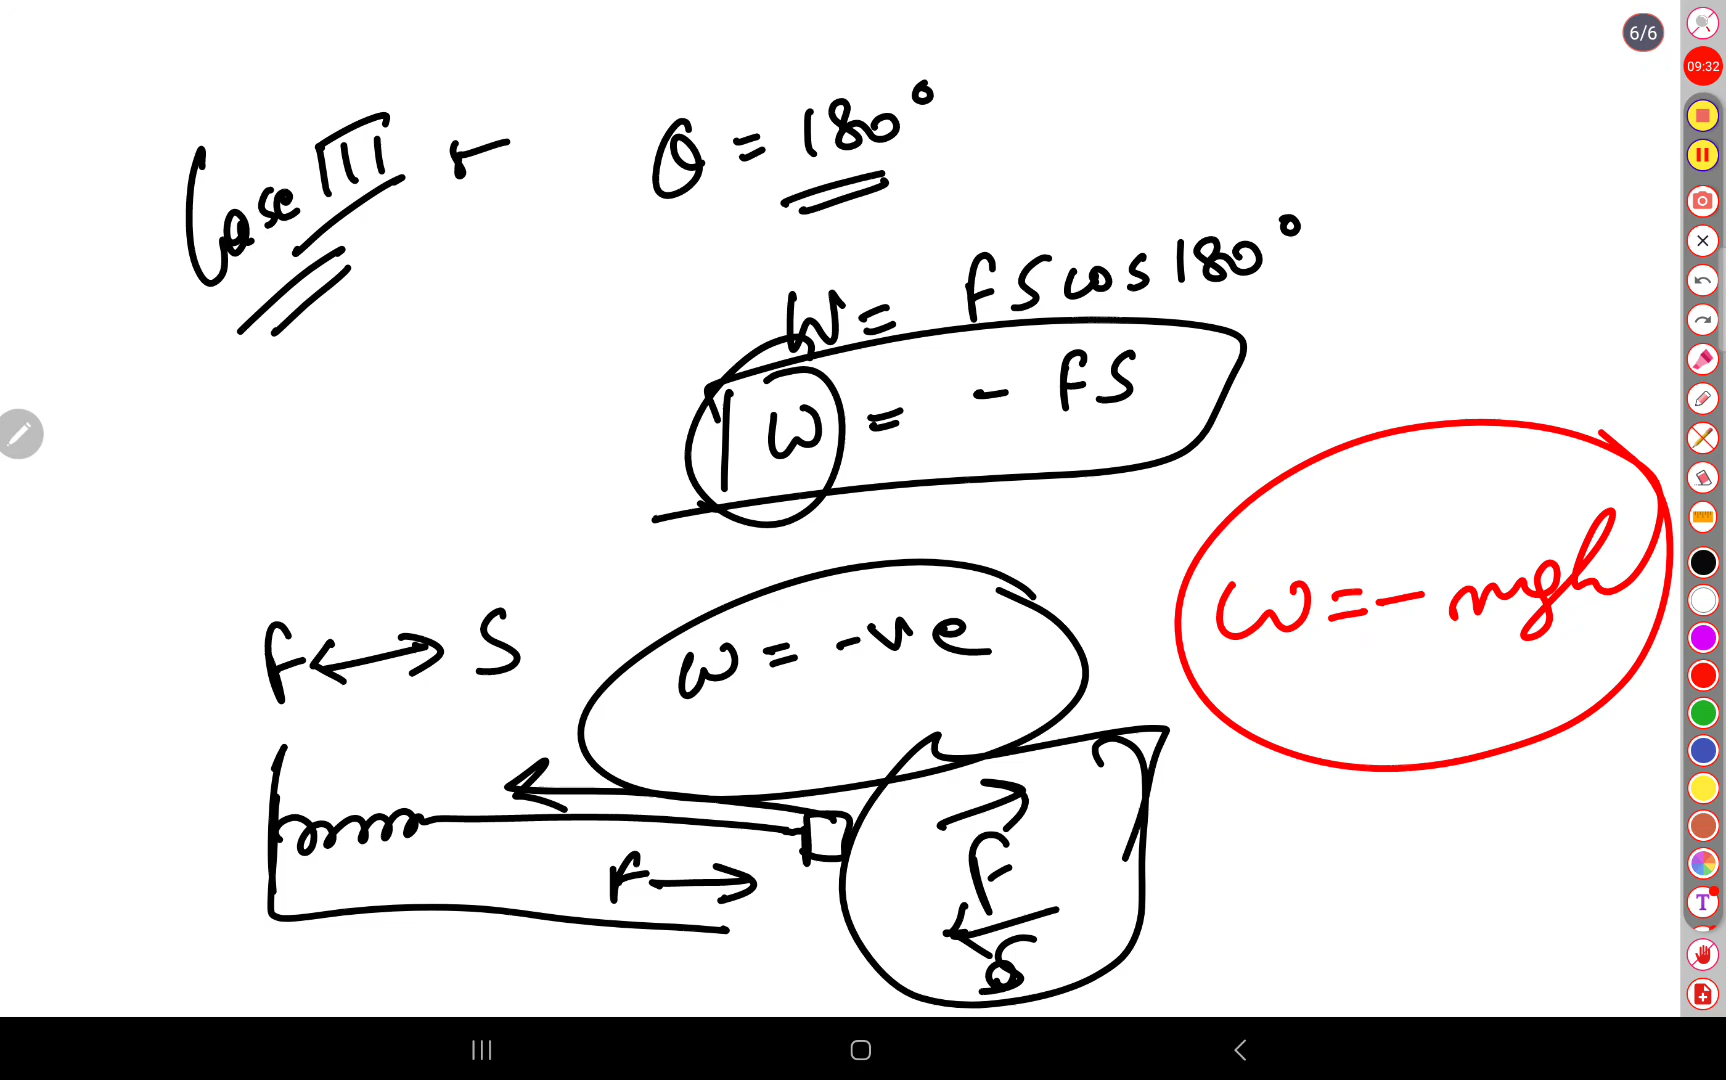 6/6
09:32
Case III
θ = 180°
W = FS cos 180°
W = - FS
W = - mgh
F ↔ S
W = -ve
F →
→
F
←
S
T